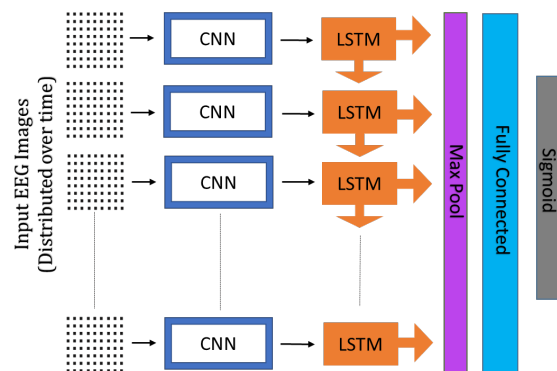 Input EEG Images
(Distributed over time)
CNN
LSTM
CNN
LSTM
CNN
LSTM
CNN
LSTM
Max Pool
Fully Connected
Sigmoid